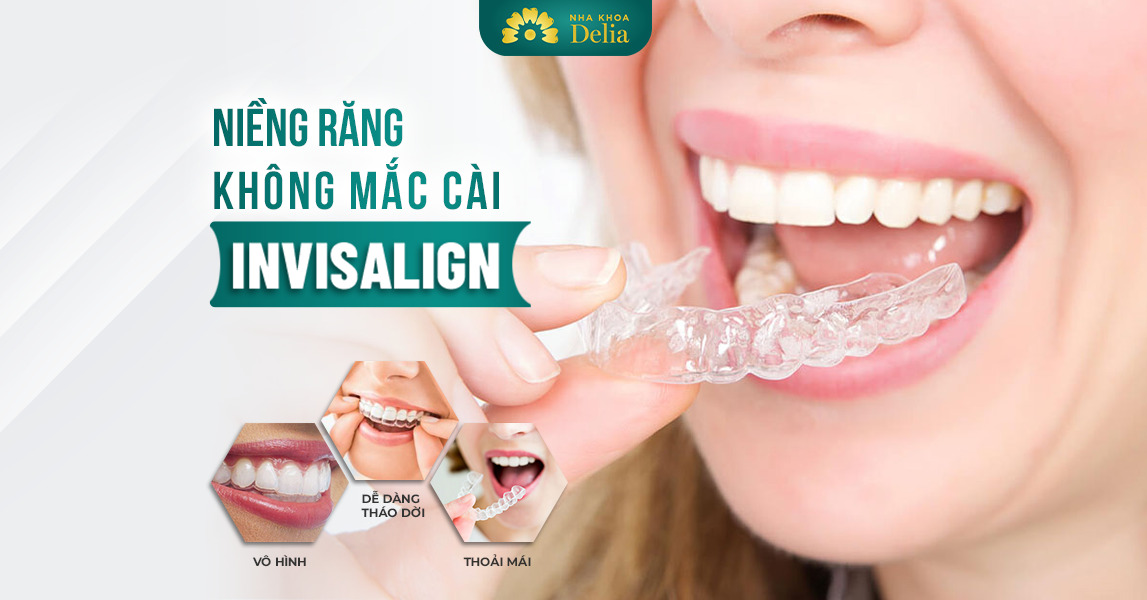 NHA KHOA
Delia
NIỀNG RĂNG
KHÔNG MẮC CÀI
INVISALIGN
DỄ DÀNG
THÁO DỜI
VÔ HÌNH
THOẢI MÁI